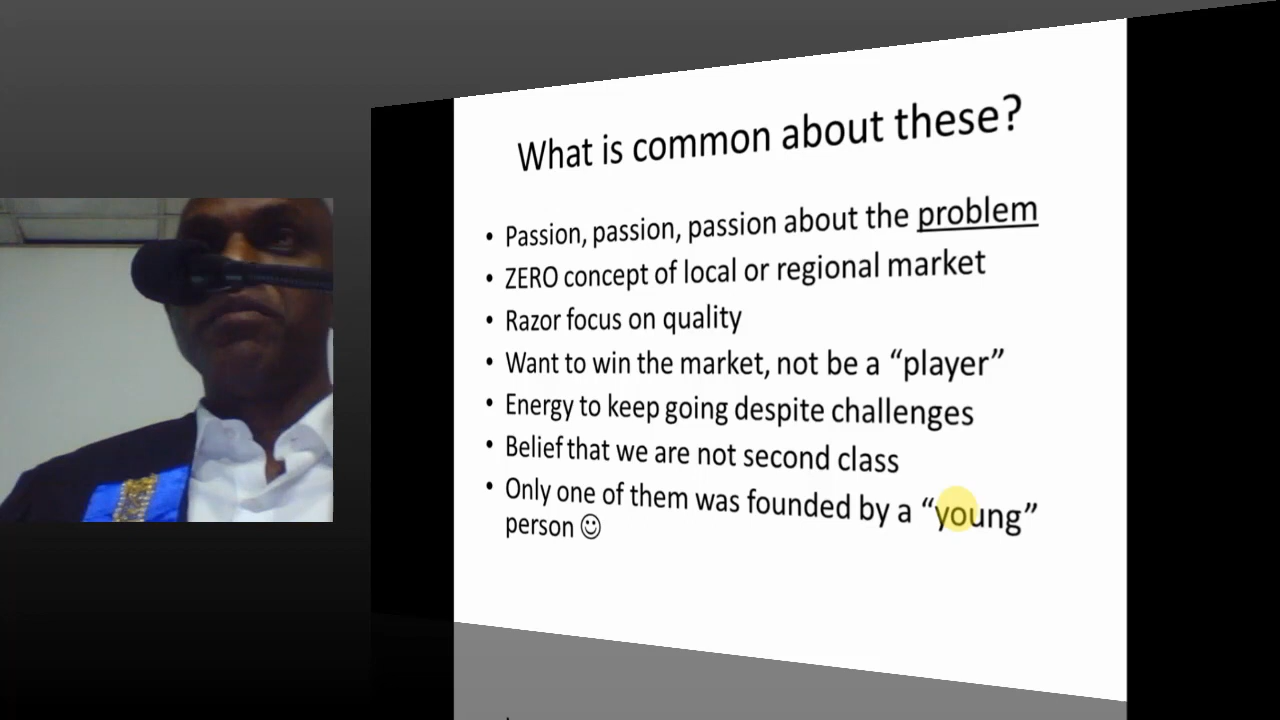 What is common about these?
• Passion, passion, passion about the problem
• ZERO concept of local or regional market
• Razor focus on quality
• Want to win the market, not be a “player”
• Energy to keep going despite challenges
• Belief that we are not second class
• Only one of them was founded by a “young”
person ☺